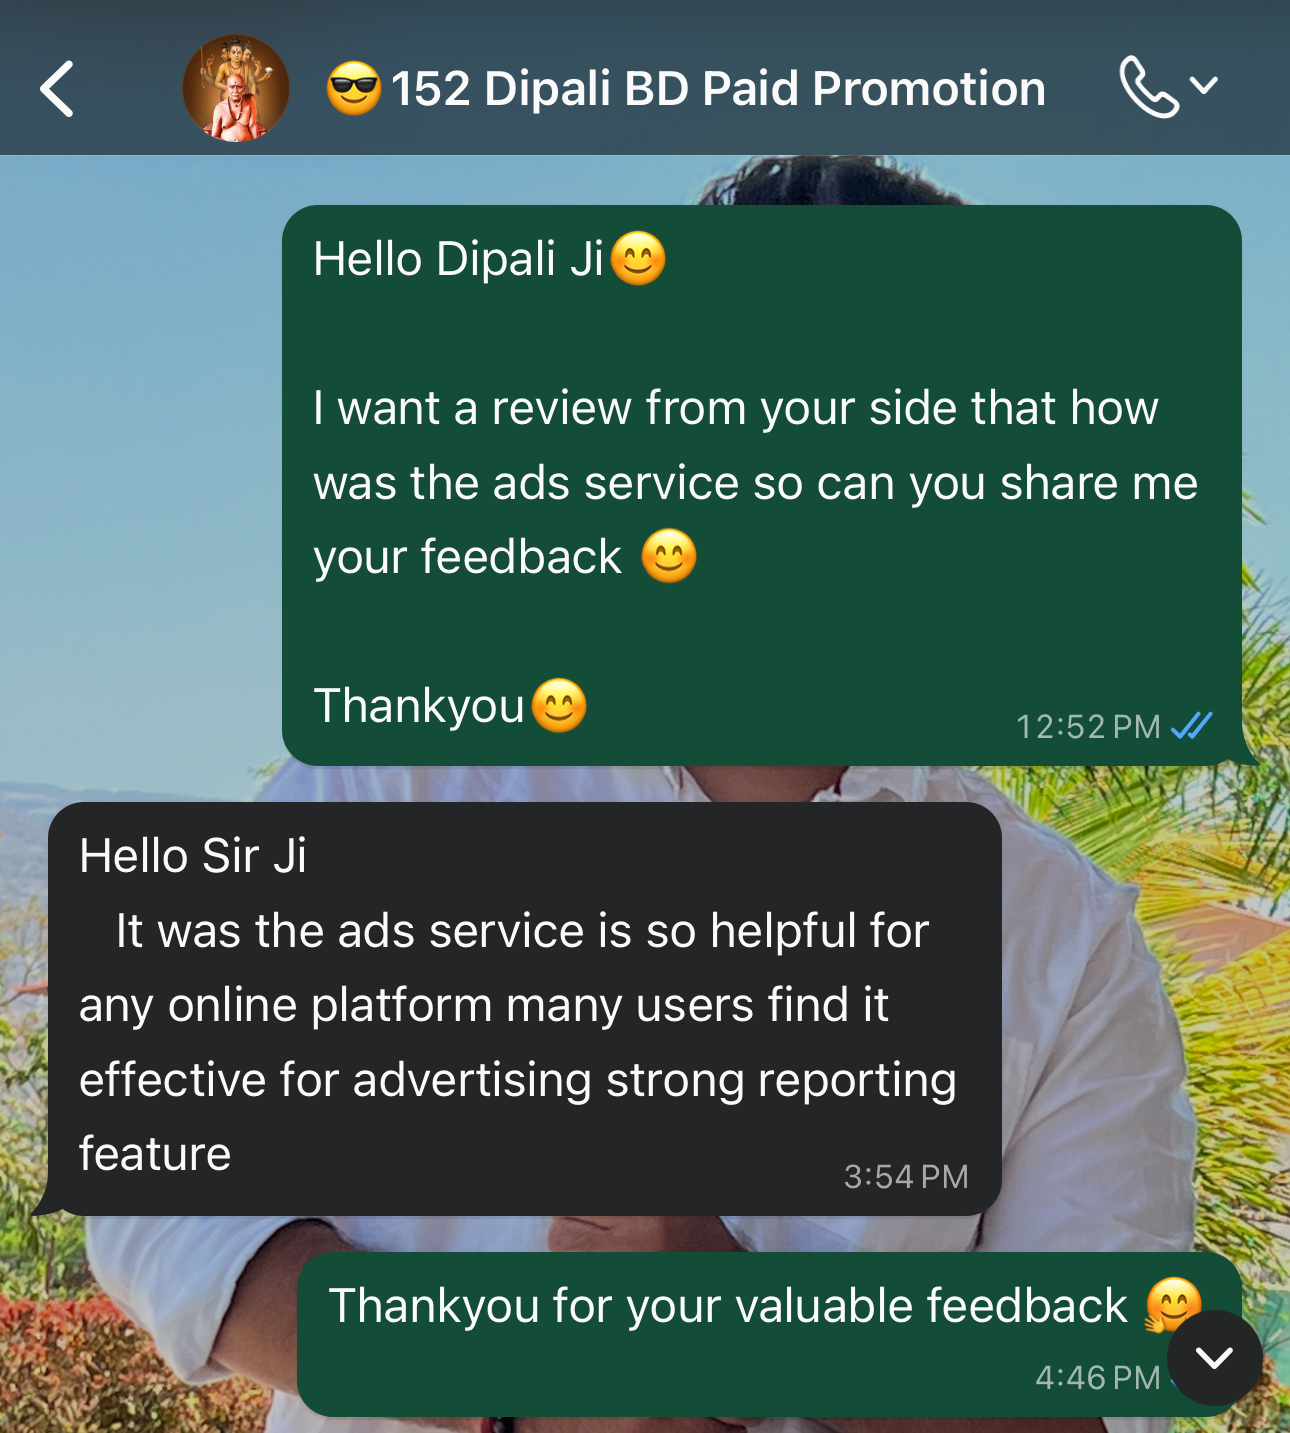 😎 152 Dipali BD Paid Promotion
Hello Dipali Ji😊
I want a review from your side that how
was the ads service so can you share me
your feedback 😊
Thankyou😊
12:52 PM
Hello Sir Ji
It was the ads service is so helpful for
any online platform many users find it
effective for advertising strong reporting
feature
3:54 PM
Thankyou for your valuable feedback 🤗
4:46 PM